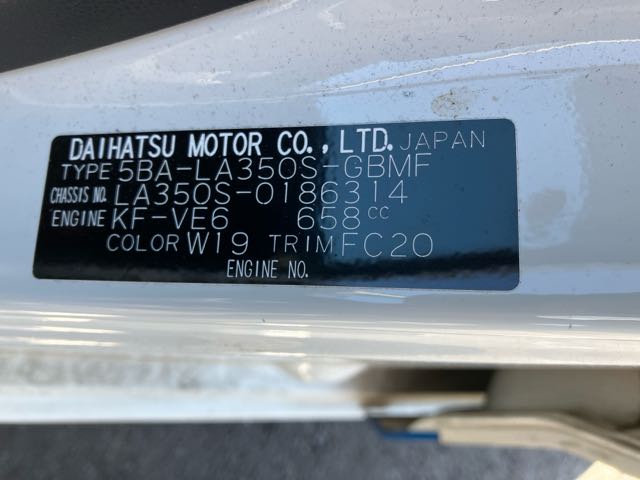 DAIHATSU MOTOR CO.,LTD. JAPAN
TYPE 5BA-LA350S-GBMF
CHASSIS NO. LA350S-0186314
ENGINE KF-VE6 658cc
COLOR W19 TRIM FC20
ENGINE NO.